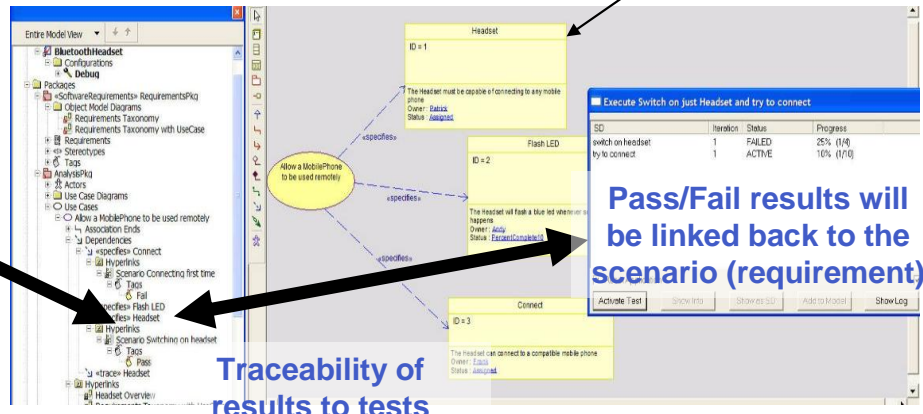 Entire Model View
BluetoothHeadset
Configurations
Debug
Packages
«SoftwareRequirements» RequirementsPkg
Object Model Diagrams
Requirements Taxonomy
Requirements Taxonomy with UseCase
Requirements
Stereotypes
Tags
AnalysisPkg
Actors
Use Case Diagrams
Use Cases
Allow a MobilePhone to be used remotely
Association Ends
Dependencies
«specifies» Connect
Hyperlinks
Scenario Connecting first time
Tags
Fail
Flash LED
Headset
Hyperlinks
Scenario Switching on headset
Tags
Pass
«trace» Headset
Hyperlinks
Headset Overview
Allow a MobilePhone
to be used remotely
«specifies»
«specifies»
«specifies»
Headset
ID = 1
The Headset must be capable of connecting to any mobile
phone
Owner : Patrick
Status : Assigned
Flash LED
ID = 2
The Headset will flash a blue led whenever
happens
Owner : Andy
Status : PercentComplete10
Connect
ID = 3
The Headset can connect to a compatible mobile phone
Owner :
Status : Assigned
Execute Switch on just Headset and try to connect
SD Iteration Status Progress
switch on headset 1 FAILED 25% (1/4)
try to connect 1 ACTIVE 10% (1/10)
Pass/Fail results will
be linked back to the
scenario (requirement)
Activate Test Show Info Show as SD Add to Model Show Log
Traceability of
results to tests